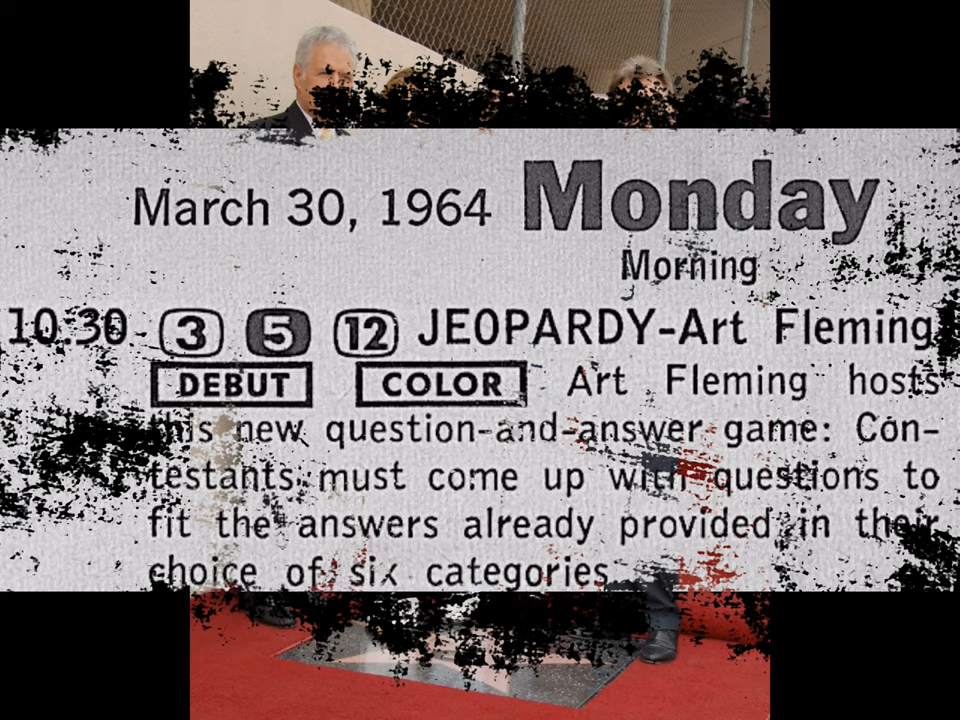 March 30, 1964 Monday
Morning
10:30 3 5 12 JEOPARDY-Art Fleming
DEBUT COLOR Art Fleming hosts
this new question-and-answer game: Con-
testants must come up with questions to
fit the answers already provided in their
choice of six categories